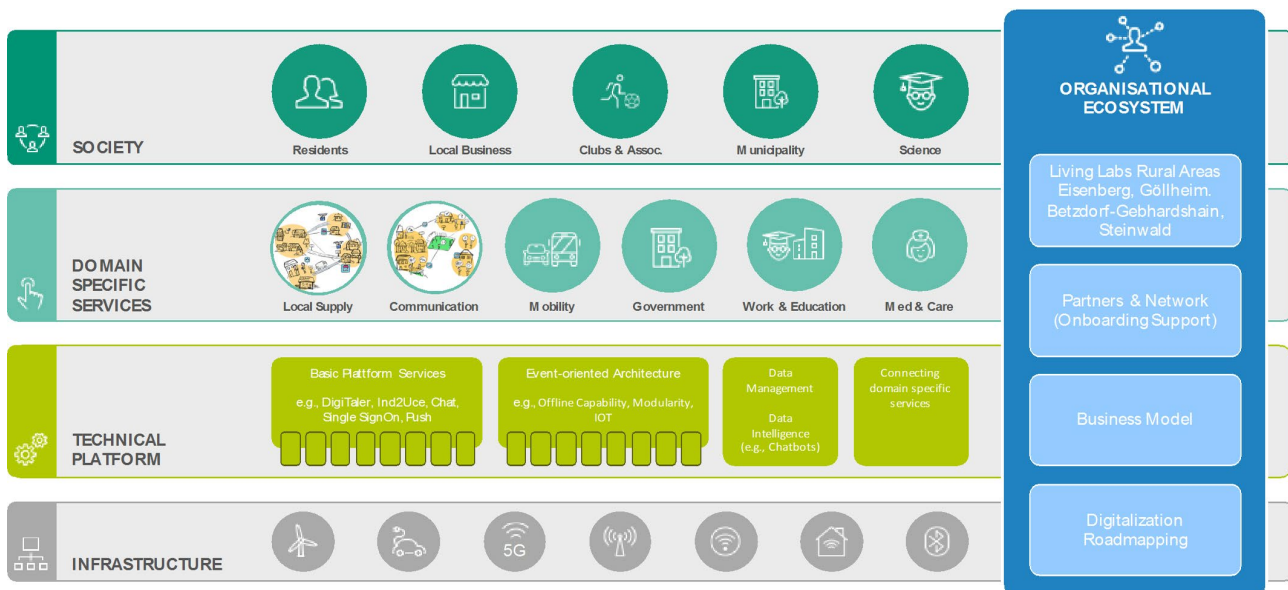 ORGANISATIONAL
ECOSYSTEM
SOCIETY
Residents
Local Business
Clubs & Assoc.
Municipality
Science
Living Labs Rural Areas
Eisenberg, Göllheim.
Betzdorf-Gebhardshain,
Steinwald
DOMAIN
SPECIFIC
SERVICES
Local Supply
Communication
Mobility
Government
Work & Education
Med & Care
Partners & Network
(Onboarding Support)
TECHNICAL
PLATFORM
Basic Plattform Services
e.g., DigiTaler, Ind2Uce, Chat,
Single SignOn, Push
Event-oriented Architecture
e.g., Offline Capability, Modularity,
IOT
Data
Management
Data
Intelligence
(e.g., Chatbots)
Connecting
domain specific
services
Business Model
INFRASTRUCTURE
5G
Digitalization
Roadmapping